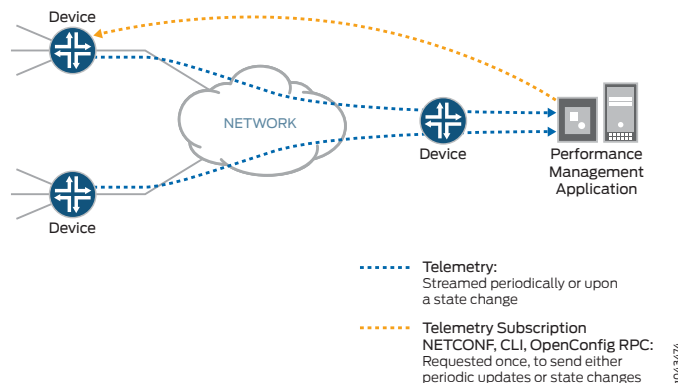 Device
NETWORK
Device
Performance
Management
Application
Device
Telemetry:
Streamed periodically or upon
a state change
Telemetry Subscription
NETCONF, CLI, OpenConfig RPC:
Requested once, to send either
periodic updates or state changes
g043474